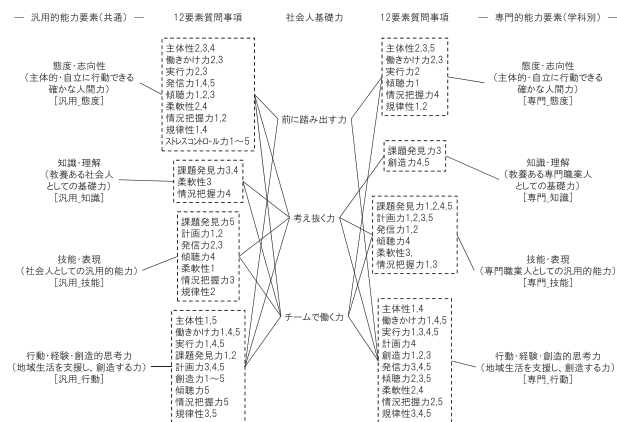 ― 汎用的能力要素(共通) ―
12要素質問事項
社会人基礎力
12要素質問事項
― 専門的能力要素(学科別) ―
態度・志向性
(主体的・自立に行動できる
確かな人間力)
[汎用_態度]
知識・理解
(教養ある社会人
としての基礎力)
[汎用_知識]
技能・表現
(社会人としての汎用的能力)
[汎用_技能]
行動・経験・創造的思考力
(地域生活を支援し、創造する力)
[汎用_行動]
主体性2,3,4
働きかけ力2,3
実行力2,3
発信力1,4,5
傾聴力1,2,3
柔軟性2,4
情況把握力1,2
規律性1,4
ストレスコントロール力1～5
課題発見力3,4
柔軟性3
情況把握力4
課題発見力5
計画力1,2
発信力2,3
傾聴力4
柔軟性1
情況把握力3
規律性2
主体性1,5
働きかけ力1,4,5
実行力1,4,5
課題発見力1,2
計画力3,4,5
創造力1～5
傾聴力5
情況把握力5
規律性3,5
前に踏み出す力
考え抜く力
チームで働く力
主体性2,3,5
働きかけ力2,3
実行力2
傾聴力1
情況把握力4
規律性1,2
課題発見力3
創造力4,5
課題発見力1,2,4,5
計画力1,2,3,5
発信力1,2
傾聴力4
柔軟性3,
情況把握力1,3
主体性1,4
働きかけ力1,4,5
実行力1,3,4,5
計画力4
創造力1,2,3
発信力3,4,5
傾聴力2,3,5
柔軟性2,4
情況把握力2,5
規律性3,4,5
態度・志向性
(主体的・自立に行動できる
確かな人間力)
[専門_態度]
知識・理解
(教養ある専門職業人
としての基礎力)
[専門_知識]
技能・表現
(専門職業人としての汎用的能力)
[専門_技能]
行動・経験・創造的思考力
(地域生活を支援し、創造する力)
[専門_行動]